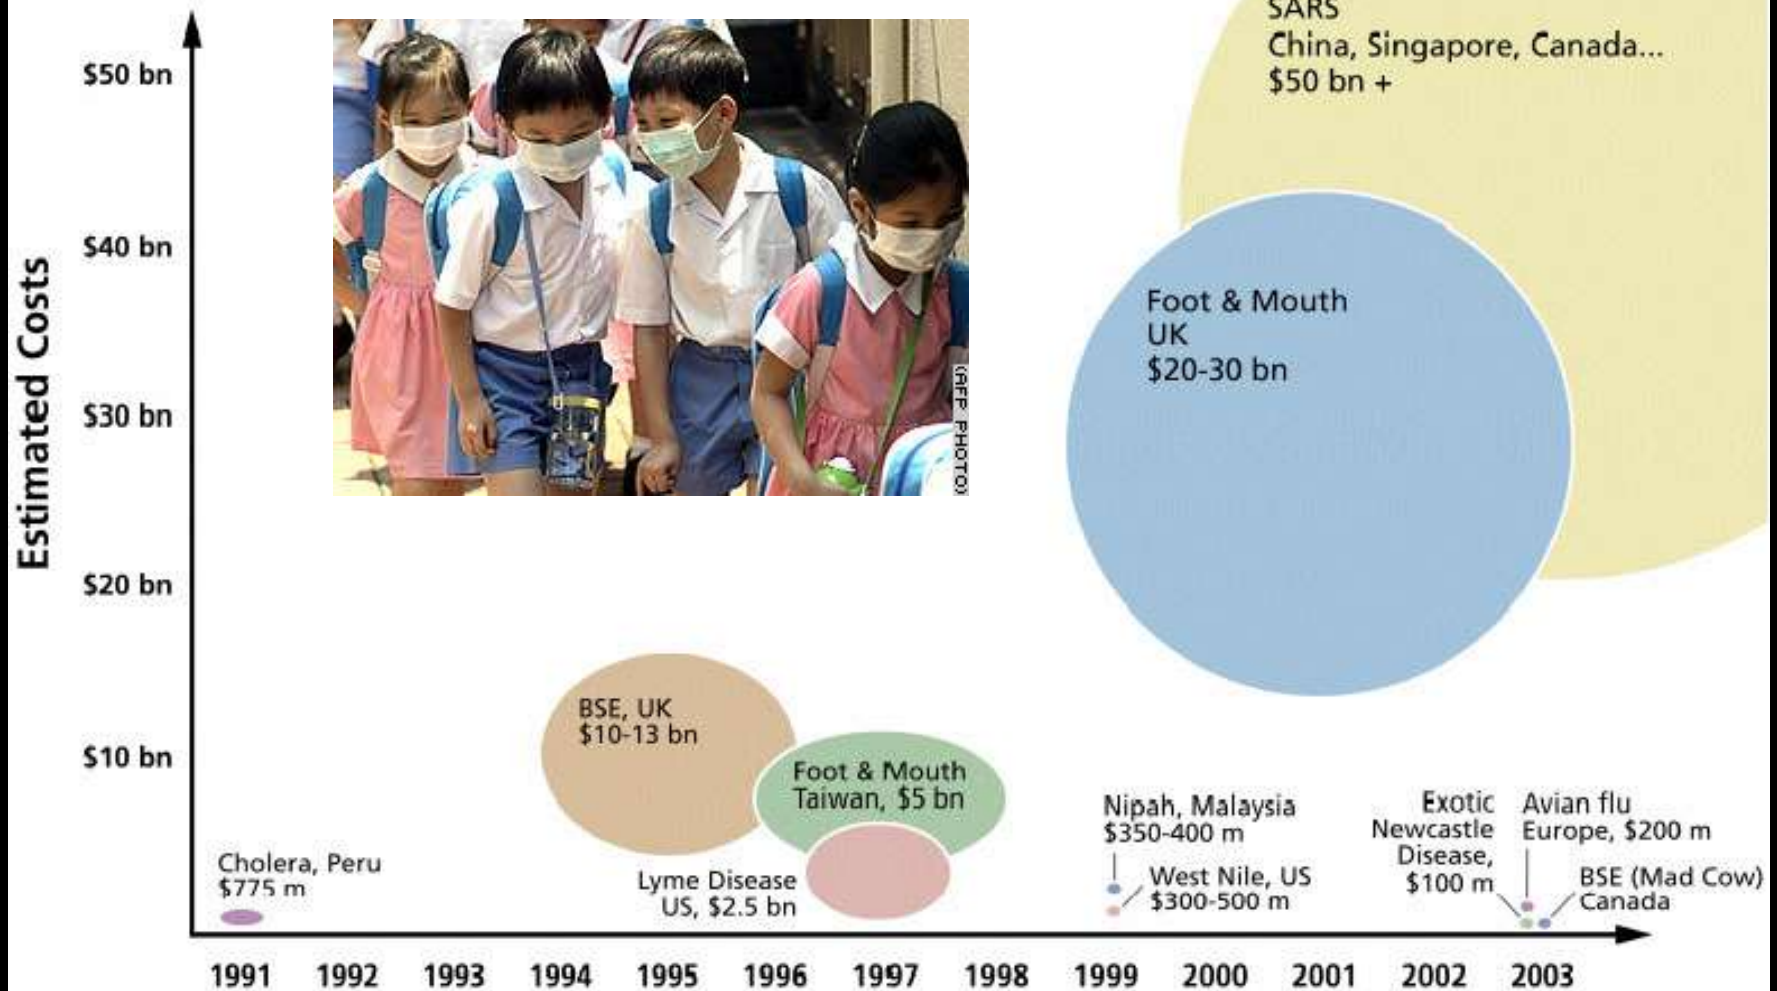 Estimated Costs
$50 bn
$40 bn
$30 bn
$20 bn
$10 bn
(AFP PHOTO)
SARS
China, Singapore, Canada...
$50 bn +
Foot & Mouth
UK
$20-30 bn
BSE, UK
$10-13 bn
Foot & Mouth
Taiwan, $5 bn
Lyme Disease
US, $2.5 bn
Cholera, Peru
$775 m
Nipah, Malaysia
$350-400 m
West Nile, US
$300-500 m
Exotic
Newcastle
Disease,
$100 m
Avian flu
Europe, $200 m
BSE (Mad Cow)
Canada
1991 1992 1993 1994 1995 1996 1997 1998 1999 2000 2001 2002 2003